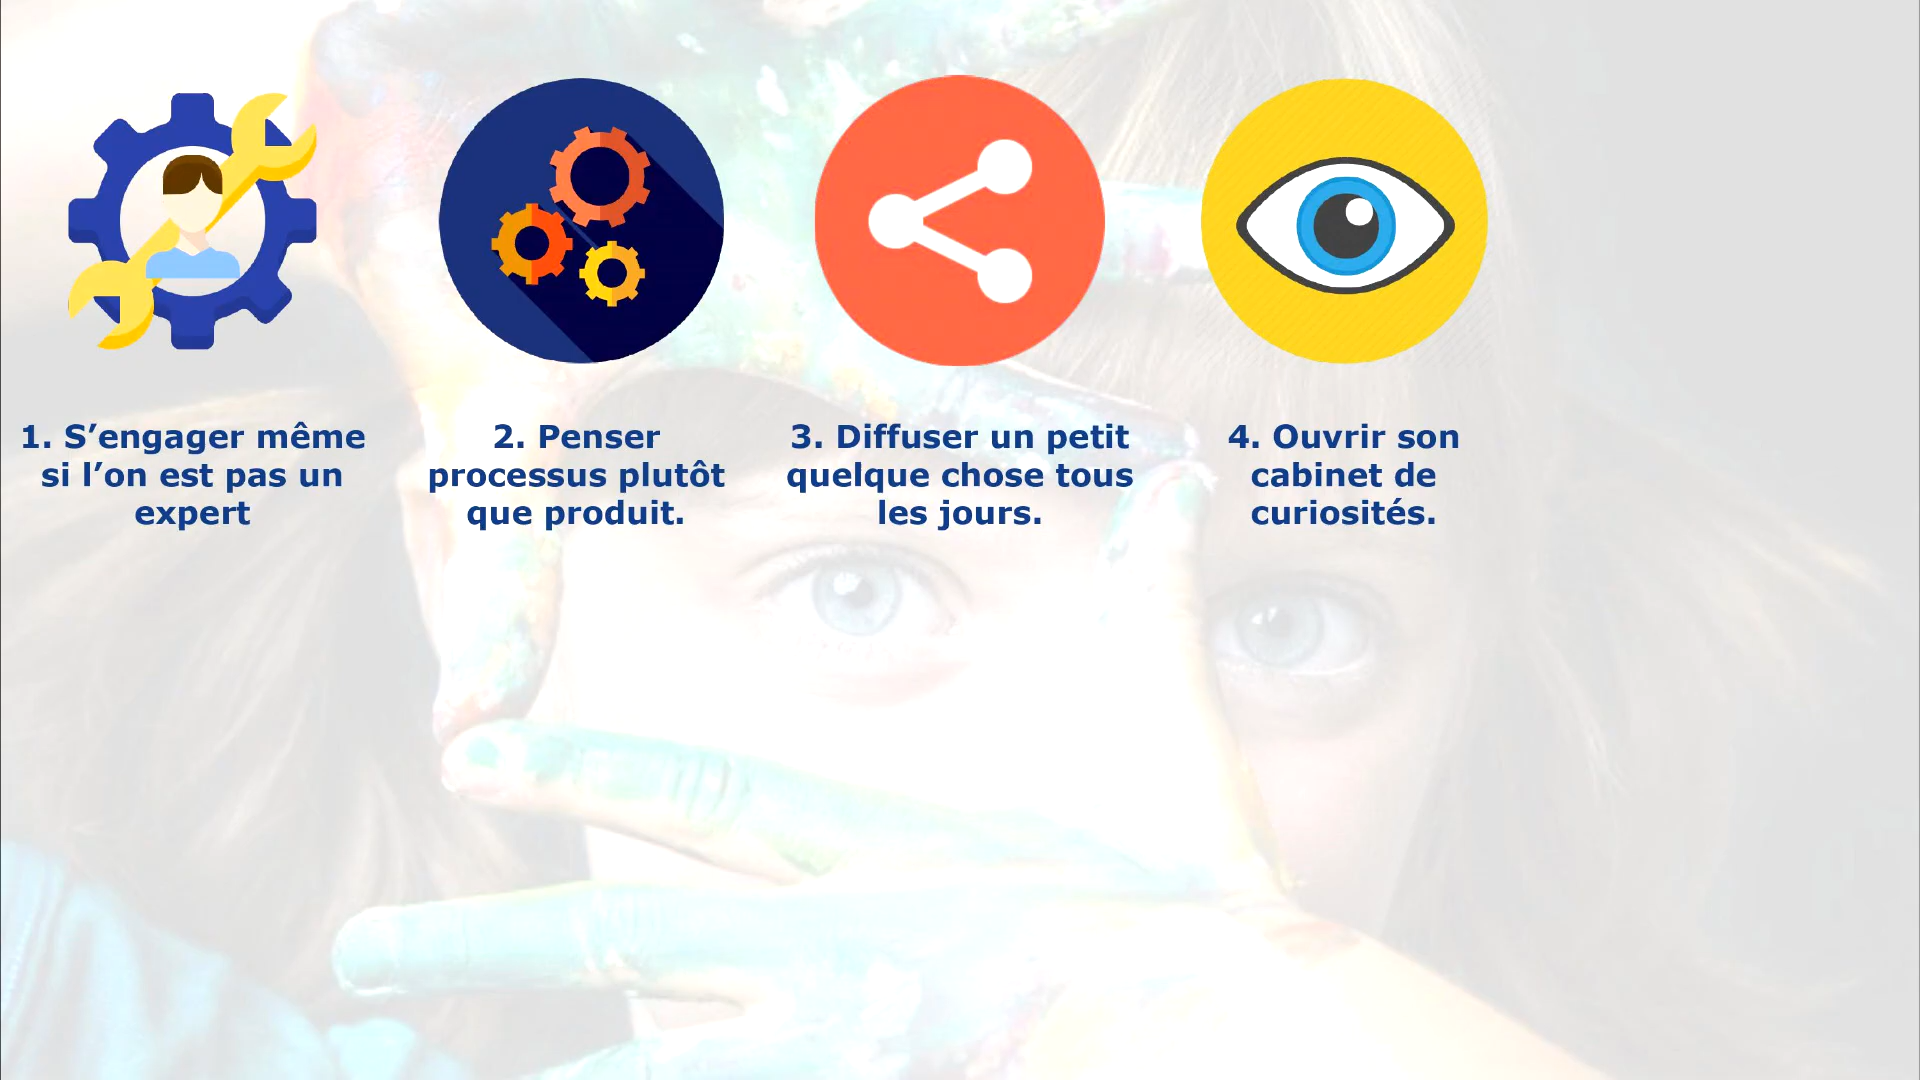 1. S’engager même
si l’on est pas un
expert
2. Penser
processus plutôt
que produit.
3. Diffuser un petit
quelque chose tous
les jours.
4. Ouvrir son
cabinet de
curiosités.